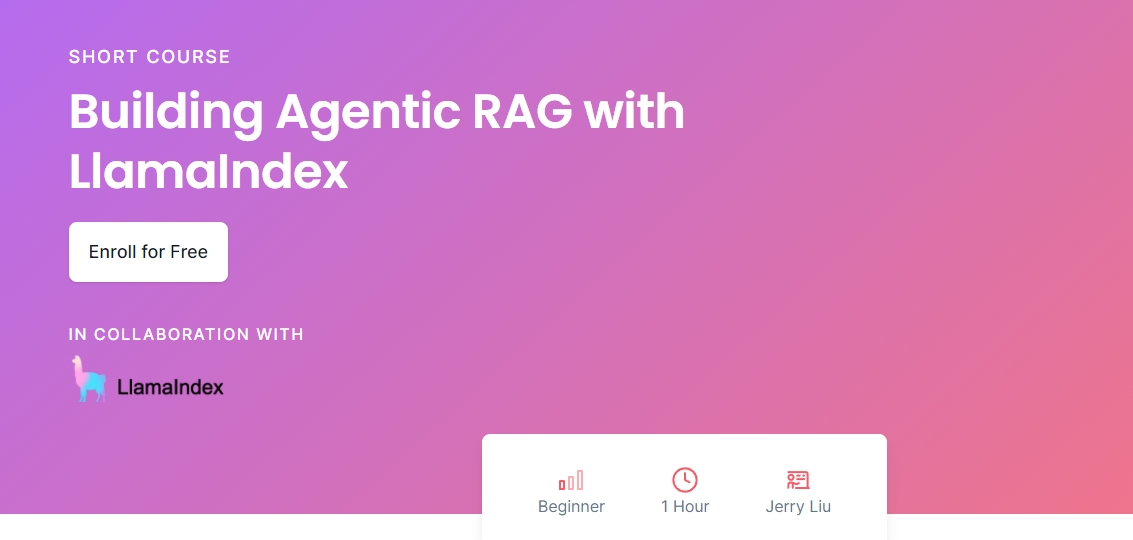 SHORT COURSE
Building Agentic RAG with
LlamaIndex
Enroll for Free
IN COLLABORATION WITH
LlamaIndex
Beginner
1 Hour
Jerry Liu